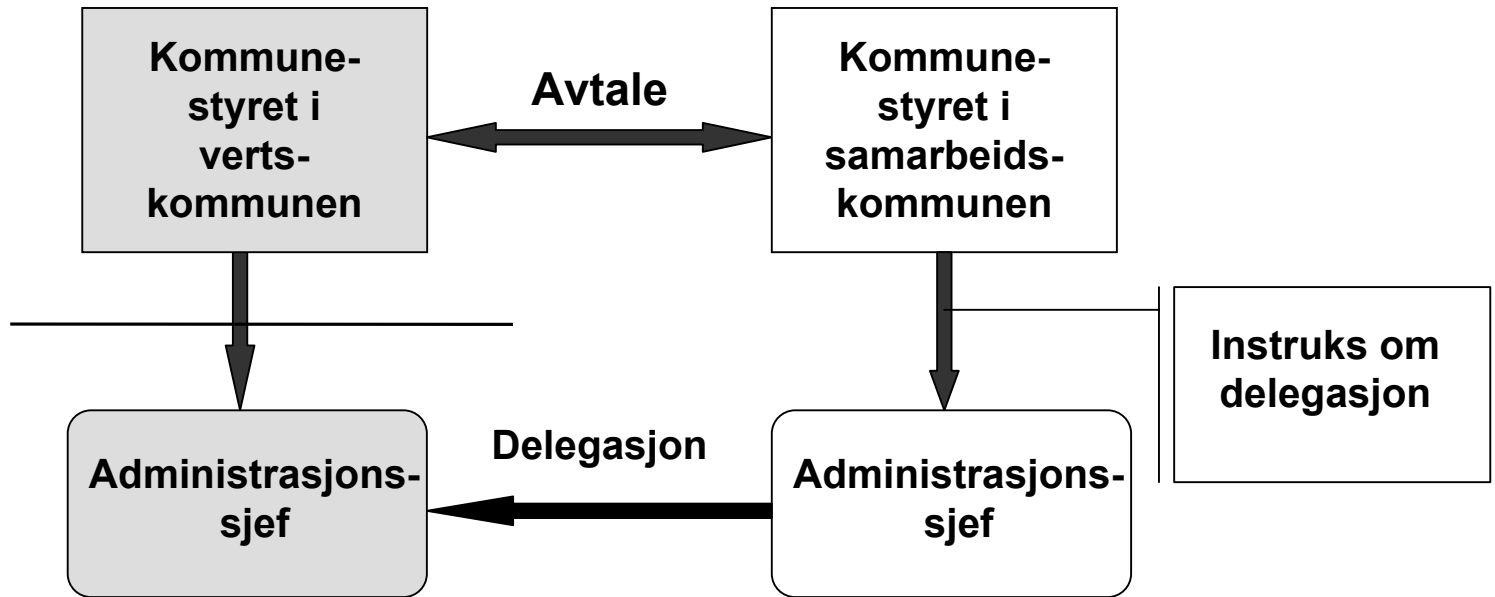 Kommune-
styret i
verts-
kommunen
Avtale
Kommune-
styret i
samarbeids-
kommunen
Instruks om
delegasjon
Administrasjons-
sjef
Delegasjon
Administrasjons-
sjef